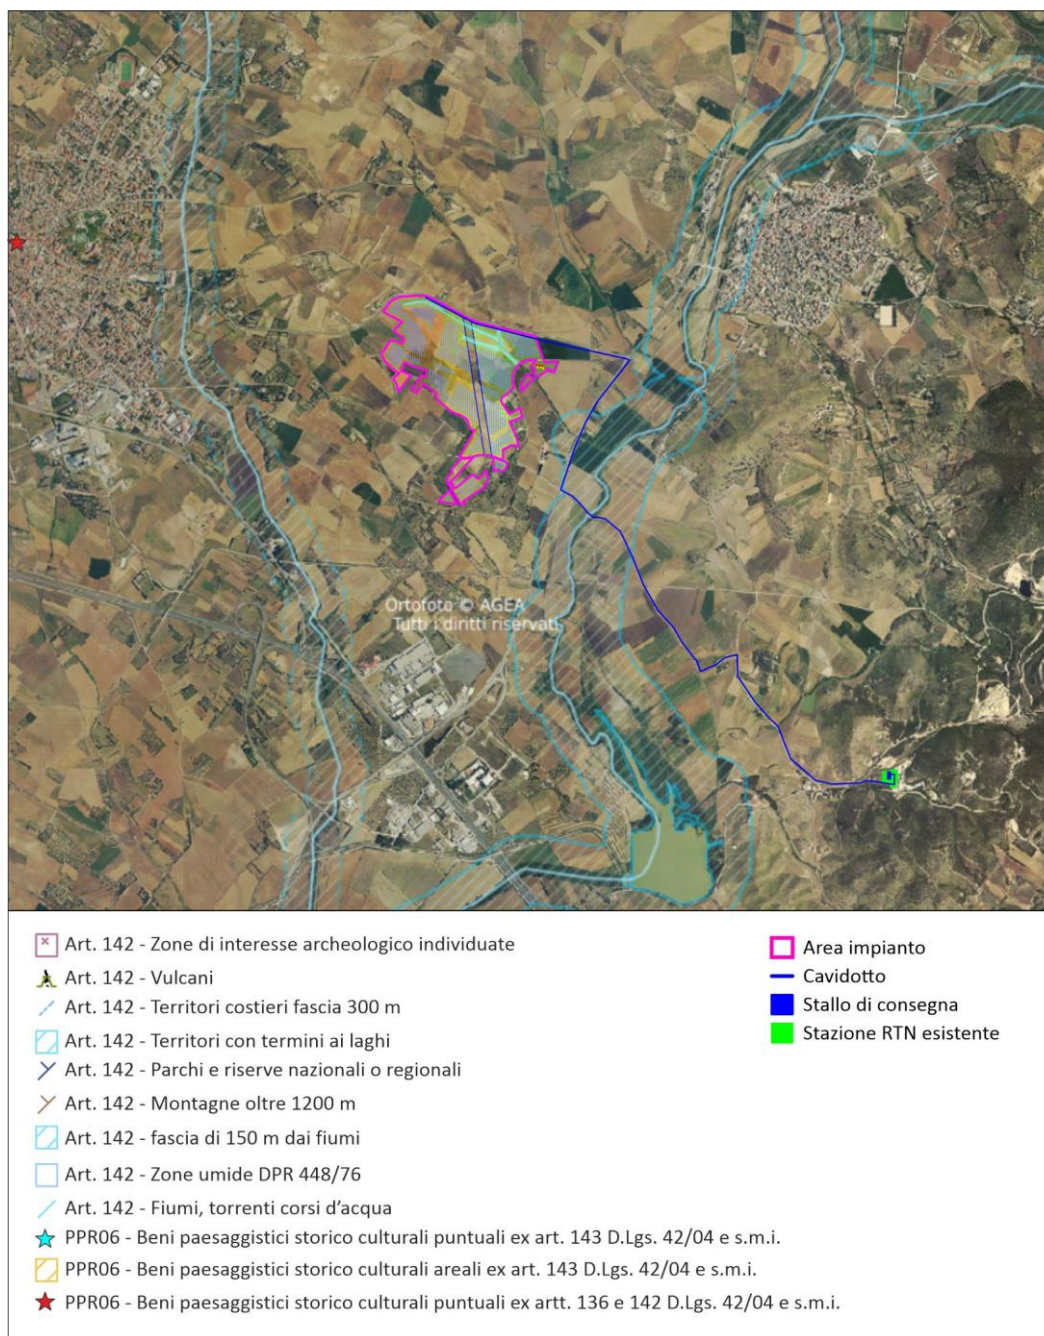 Ortofoto © AGEA
Tutti i diritti riservati
Art. 142 - Zone di interesse archeologico individuate
Art. 142 - Vulcani
Art. 142 - Territori costieri fascia 300 m
Art. 142 - Territori con termini ai laghi
Art. 142 - Parchi e riserve nazionali o regionali
Art. 142 - Montagne oltre 1200 m
Art. 142 - fascia di 150 m dai fiumi
Art. 142 - Zone umide DPR 448/76
Art. 142 - Fiumi, torrenti corsi d'acqua
PPR06 - Beni paesaggistici storico culturali puntuali ex art. 143 D.Lgs. 42/04 e s.m.i.
PPR06 - Beni paesaggistici storico culturali areali ex art. 143 D.Lgs. 42/04 e s.m.i.
PPR06 - Beni paesaggistici storico culturali puntuali ex artt. 136 e 142 D.Lgs. 42/04 e s.m.i.
Area impianto
Cavidotto
Stallo di consegna
Stazione RTN esistente